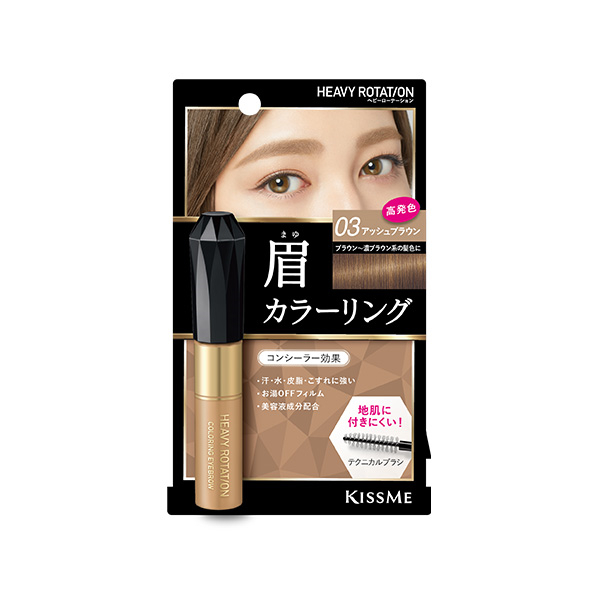 HEAVY ROTATION
ヘビーローテーション
高発色
03アッシュブラウン
ブラウン〜濃ブラウン系の髪色に
まゆ
眉
カラーリング
コンシーラー効果
・汗・水・皮脂・こすれに強い
・お湯OFFフィルム
・美容液成分配合
地肌に
付きにくい!
テクニカルブラシ
HEAVY ROTATION
COLORING EYEBROW
KISSME